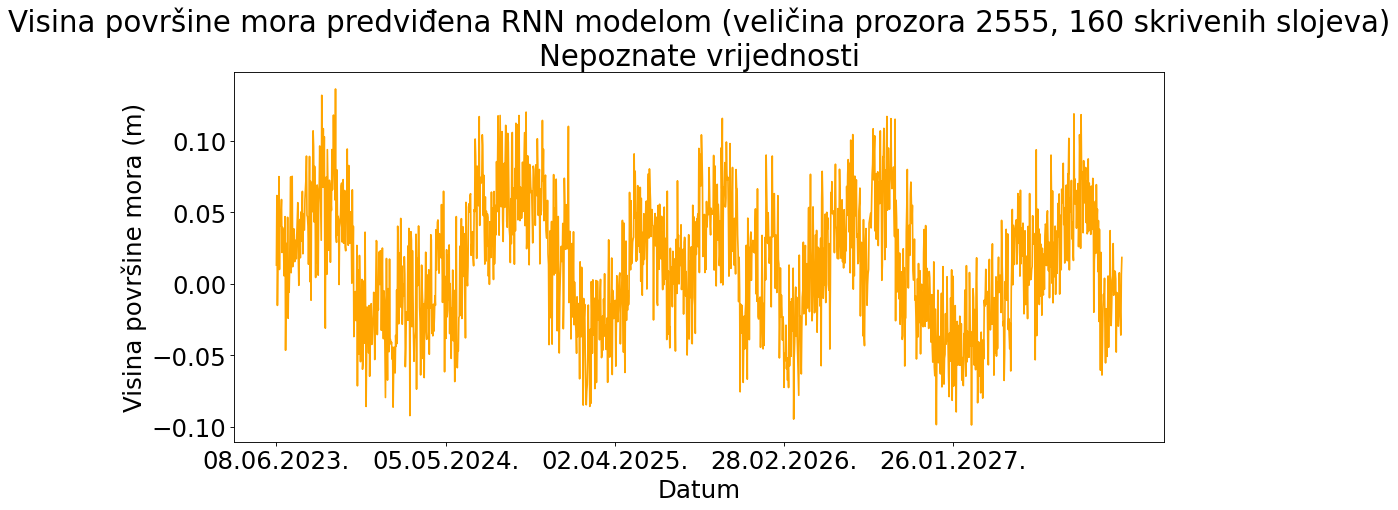 Visina površine mora predviđena RNN modelom (veličina prozora 2555, 160 skrivenih slojeva)
Nepoznate vrijednosti
Visina površine mora (m)
0.10
0.05
0.00
−0.05
−0.10
08.06.2023. 05.05.2024. 02.04.2025. 28.02.2026. 26.01.2027.
Datum